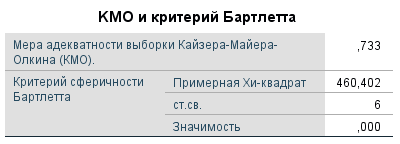 КМО и критерий Бартлетта
Мера адекватности выборки Кайзера-Майера-
Олкина (КМО). ,733
Критерий сферичности Примерная Хи-квадрат 460,402
Бартлетта
ст.св. 6
Значимость ,000